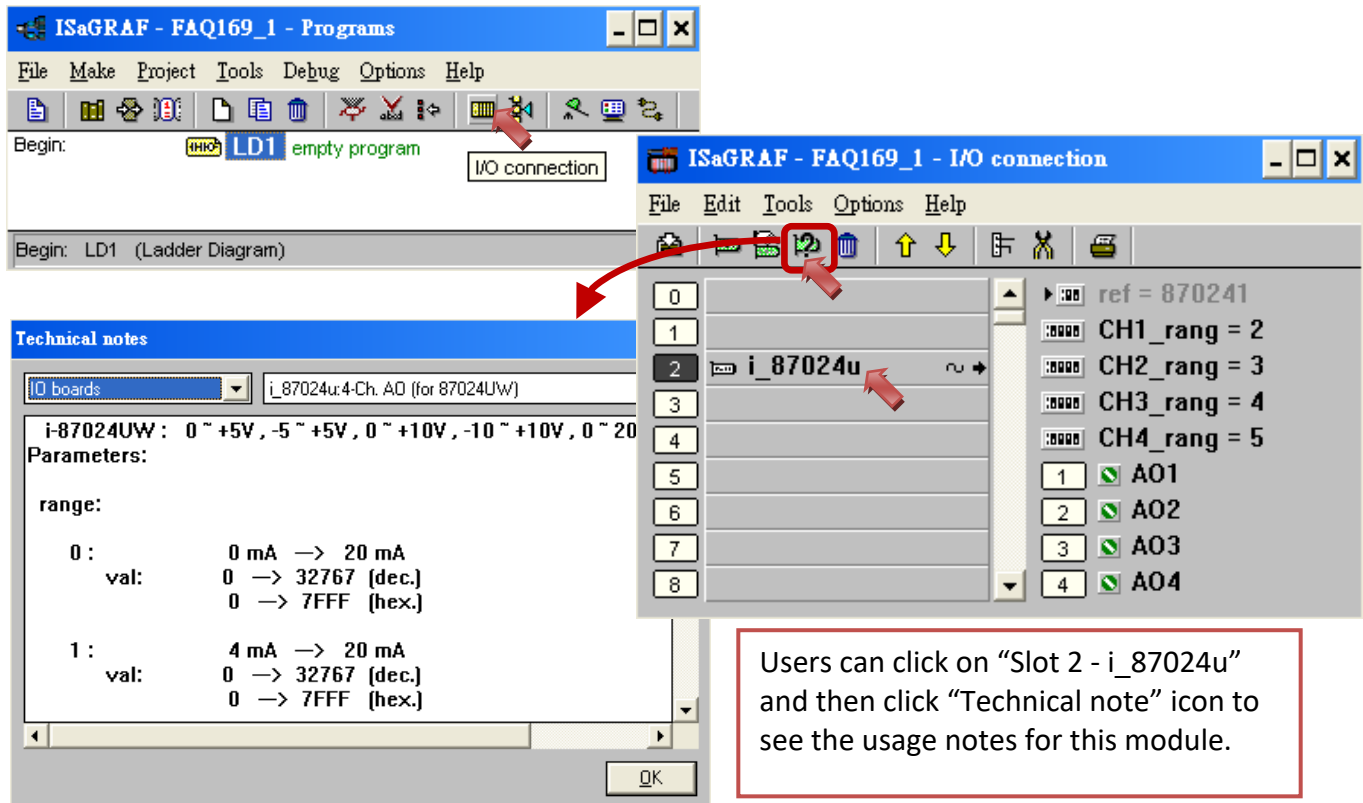 ISaGRAF - FAQ169_1 - Programs
File Make Project Tools Debug Options Help
Begin: LD1 empty program
I/O connection
Begin: LD1 (Ladder Diagram)
ISaGRAF - FAQ169_1 - I/O connection
File Edit Tools Options Help
0
1
2 i_87024u
3
4
5
6
7
8
ref = 870241
CH1_rang = 2
CH2_rang = 3
CH3_rang = 4
CH4_rang = 5
1 AO1
2 AO2
3 AO3
4 AO4
Technical notes
IO boards i_87024u:4-Ch. AO (for 87024UW)
i-87024UW : 0 ~ +5V , -5 ~ +5V , 0 ~ +10V , -10 ~ +10V , 0 ~ 20
Parameters:
range:
0 : 0 mA —> 20 mA
val: 0 —> 32767 (dec.)
0 —> 7FFF (hex.)
1 : 4 mA —> 20 mA
val: 0 —> 32767 (dec.)
0 —> 7FFF (hex.)
OK
Users can click on “Slot 2 - i_87024u”
and then click “Technical note” icon to
see the usage notes for this module.